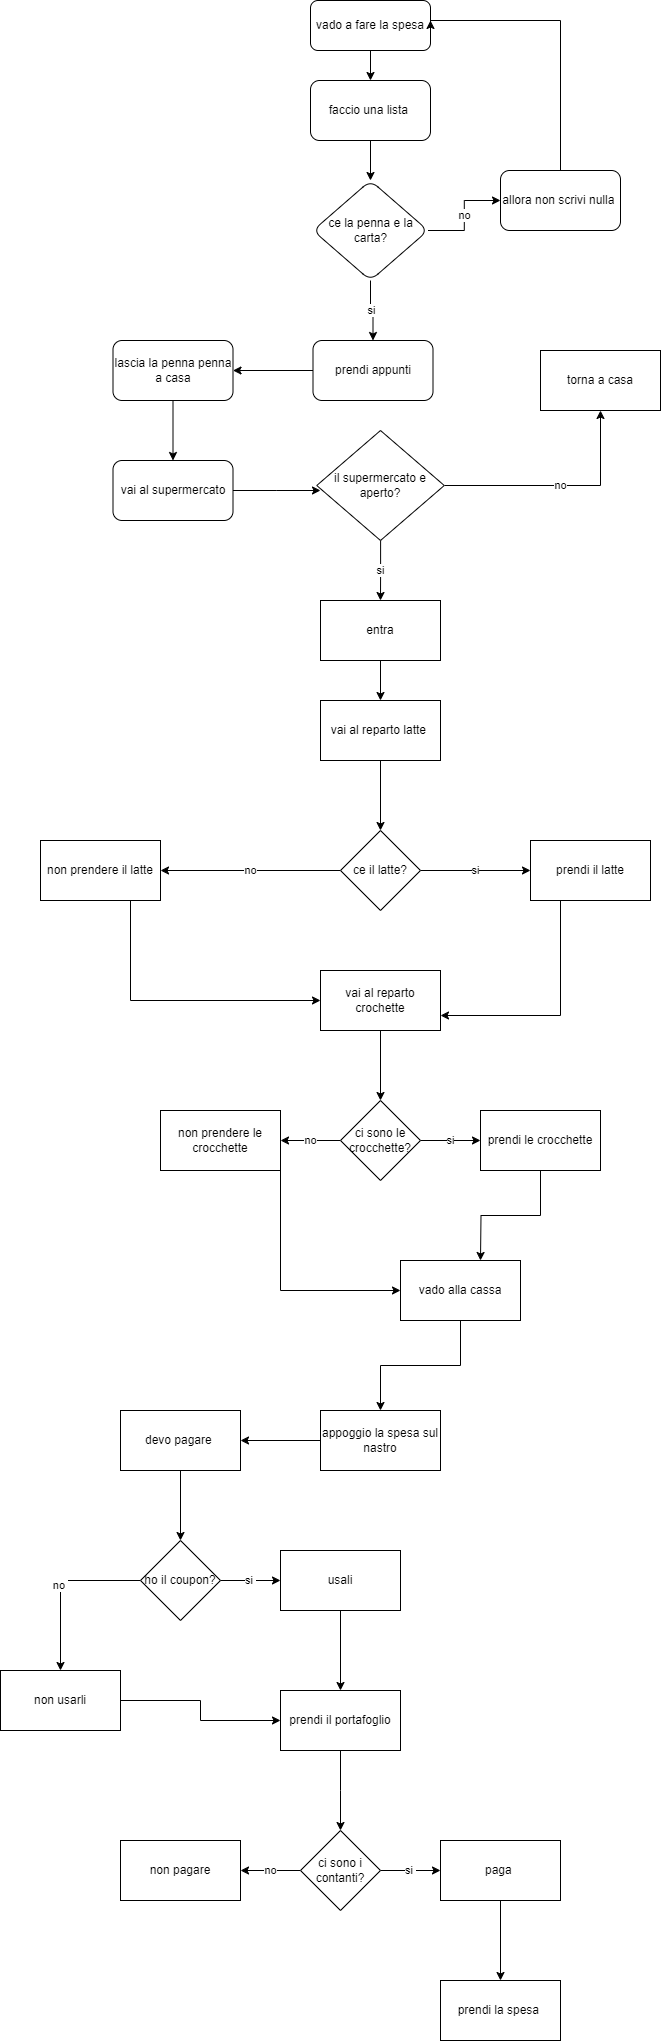 vado a fare la spesa
faccio una lista
allora non scrivi nulla
ce la penna e la
carta?
no
si
lascia la penna penna
a casa
prendi appunti
torna a casa
vai al supermercato
il supermercato e
aperto?
no
si
entra
vai al reparto latte
non prendere il latte
no
ce il latte?
si
prendi il latte
vai al reparto
crochette
non prendere le
crocchette
no
ci sono le
crocchette?
si
prendi le crocchette
vado alla cassa
devo pagare
appoggio la spesa sul
nastro
no
ho il coupon?
si
usali
non usarli
prendi il portafoglio
non pagare
no
ci sono i
contanti?
si
paga
prendi la spesa